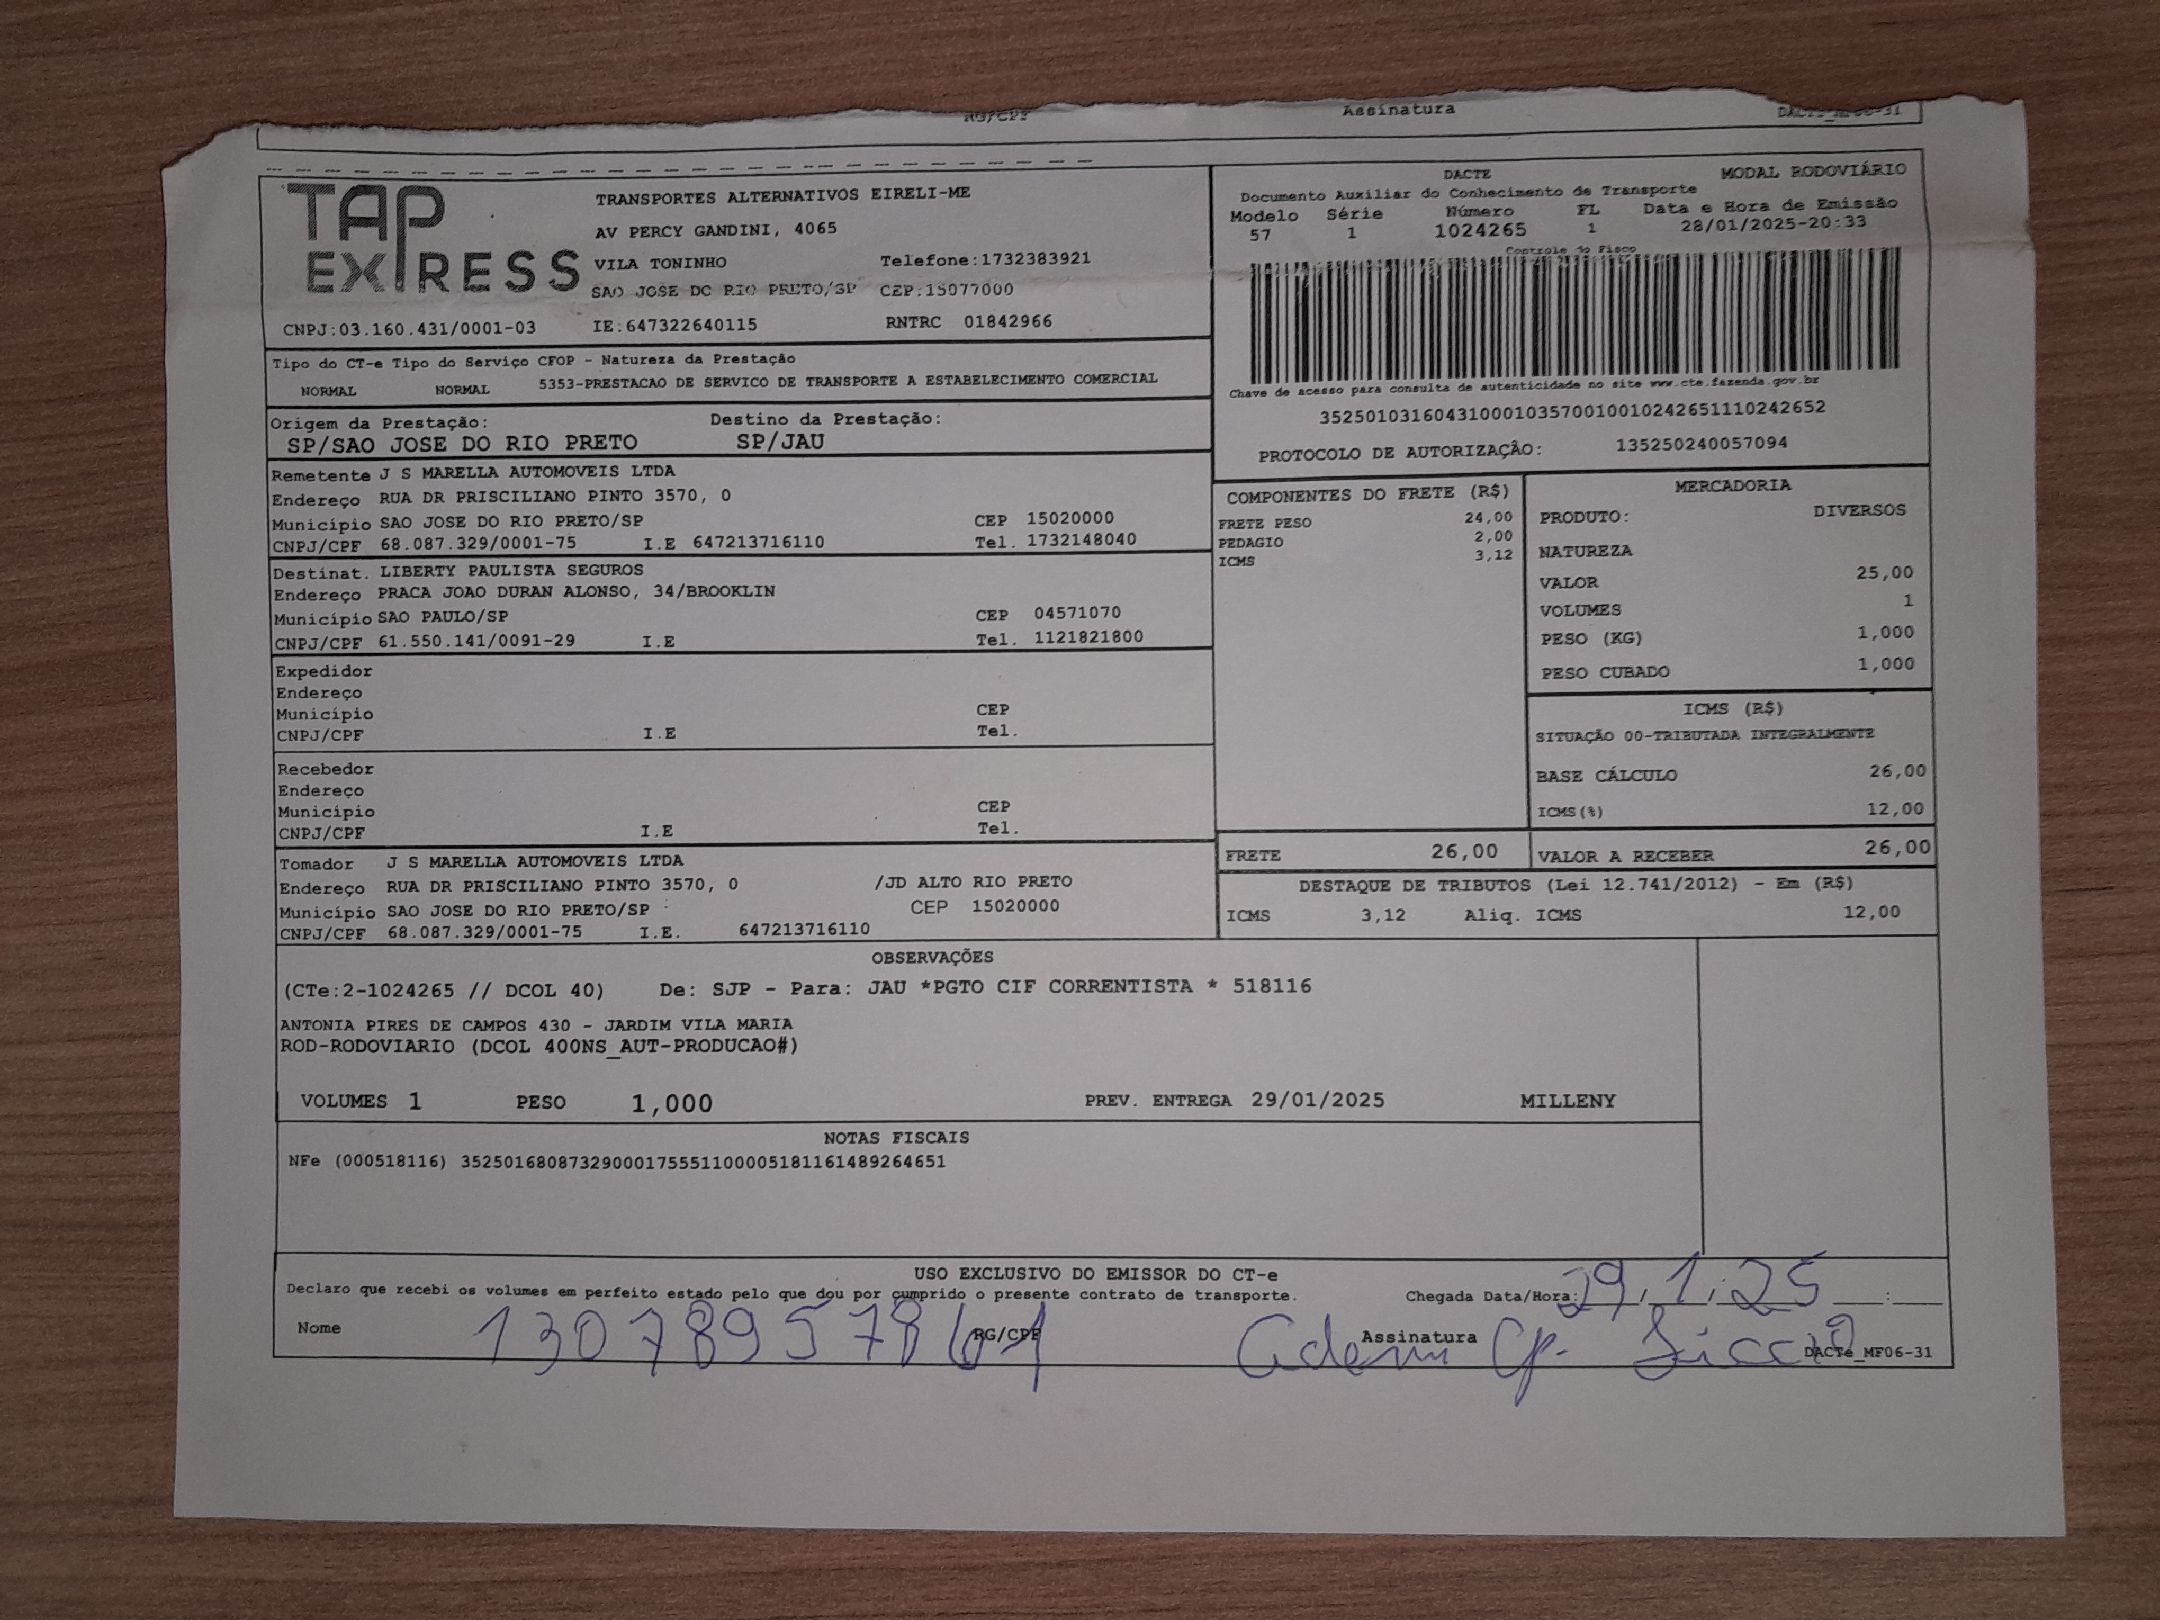 RG/CPF Assinatura DACTe_MF06-31
TAP EXPRESS
TRANSPORTES ALTERNATIVOS EIRELI-ME
AV PERCY GANDINI, 4065
VILA TONINHO Telefone:1732383921
SAO JOSE DO RIO PRETO/SP CEP:15077000
CNPJ:03.160.431/0001-03 IE:647322640115 RNTRC 01842966
DACTE MODAL RODOVIÁRIO
Documento Auxiliar do Conhecimento de Transporte
Modelo Série Número FL Data e Hora de Emissão
57 1 1024265 1 28/01/2025-20:33
Controle do Fisco
Chave de acesso para consulta de autenticidade no site www.cte.fazenda.gov.br
35250103160431000103570010010242651110242652
PROTOCOLO DE AUTORIZAÇÃO: 135250240057094
Tipo do CT-e Tipo do Serviço CFOP - Natureza da Prestação
NORMAL NORMAL 5353-PRESTACAO DE SERVICO DE TRANSPORTE A ESTABELECIMENTO COMERCIAL
Origem da Prestação: Destino da Prestação:
SP/SAO JOSE DO RIO PRETO SP/JAU
Remetente J S MARELLA AUTOMOVEIS LTDA
Endereço RUA DR PRISCILIANO PINTO 3570, 0
Município SAO JOSE DO RIO PRETO/SP CEP 15020000
CNPJ/CPF 68.087.329/0001-75 I.E 647213716110 Tel. 1732148040
Destinat. LIBERTY PAULISTA SEGUROS
Endereço PRACA JOAO DURAN ALONSO, 34/BROOKLIN
Município SAO PAULO/SP CEP 04571070
CNPJ/CPF 61.550.141/0091-29 I.E Tel. 1121821800
Expedidor
Endereço
Município CEP
CNPJ/CPF I.E Tel.
Recebedor
Endereço
Município CEP
CNPJ/CPF I.E Tel.
Tomador J S MARELLA AUTOMOVEIS LTDA
Endereço RUA DR PRISCILIANO PINTO 3570, 0 /JD ALTO RIO PRETO
Município SAO JOSE DO RIO PRETO/SP CEP 15020000
CNPJ/CPF 68.087.329/0001-75 I.E. 647213716110
COMPONENTES DO FRETE (R$)
FRETE PESO 24,00
PEDAGIO 2,00
ICMS 3,12
MERCADORIA
PRODUTO: DIVERSOS
NATUREZA
VALOR 25,00
VOLUMES 1
PESO (KG) 1,000
PESO CUBADO 1,000
ICMS (R$)
SITUAÇÃO 00-TRIBUTADA INTEGRALMENTE
BASE CÁLCULO 26,00
ICMS(%) 12,00
FRETE 26,00 VALOR A RECEBER 26,00
DESTAQUE DE TRIBUTOS (Lei 12.741/2012) - Em (R$)
ICMS 3,12 Aliq. ICMS 12,00
OBSERVAÇÕES
(CTe:2-1024265 // DCOL 40) De: SJP - Para: JAU *PGTO CIF CORRENTISTA * 518116
ANTONIA PIRES DE CAMPOS 430 - JARDIM VILA MARIA
ROD-RODOVIARIO (DCOL 400NS_AUT-PRODUCAO#)
VOLUMES 1 PESO 1,000 PREV. ENTREGA 29/01/2025 MILLENY
NOTAS FISCAIS
NFe (000518116) 35250168087329000175551100005181161489264651
USO EXCLUSIVO DO EMISSOR DO CT-e
Declaro que recebi os volumes em perfeito estado pelo que dou por cumprido o presente contrato de transporte. Chegada Data/Hora: 29/1/25
Nome 13078957861 RG/CPF Assinatura DACTe_MF06-31